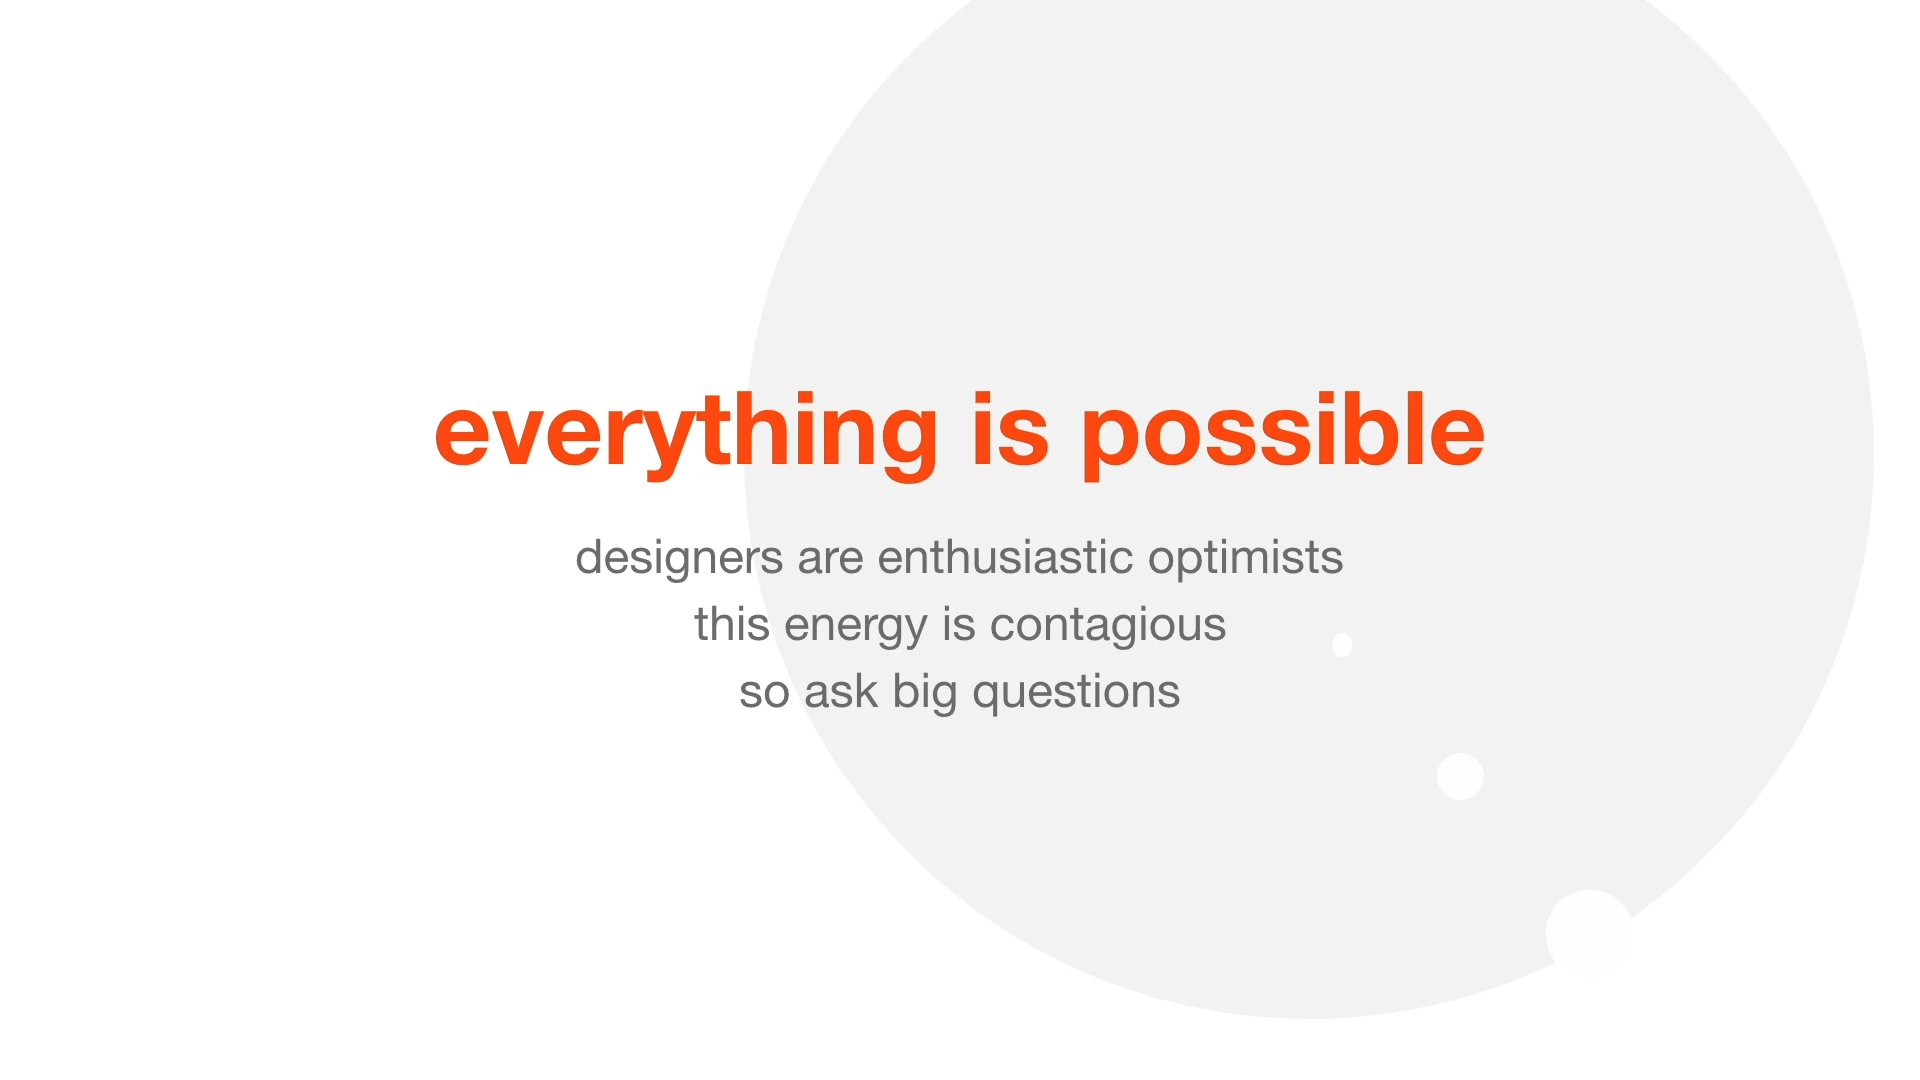 everything is possible
designers are enthusiastic optimists
this energy is contagious
so ask big questions